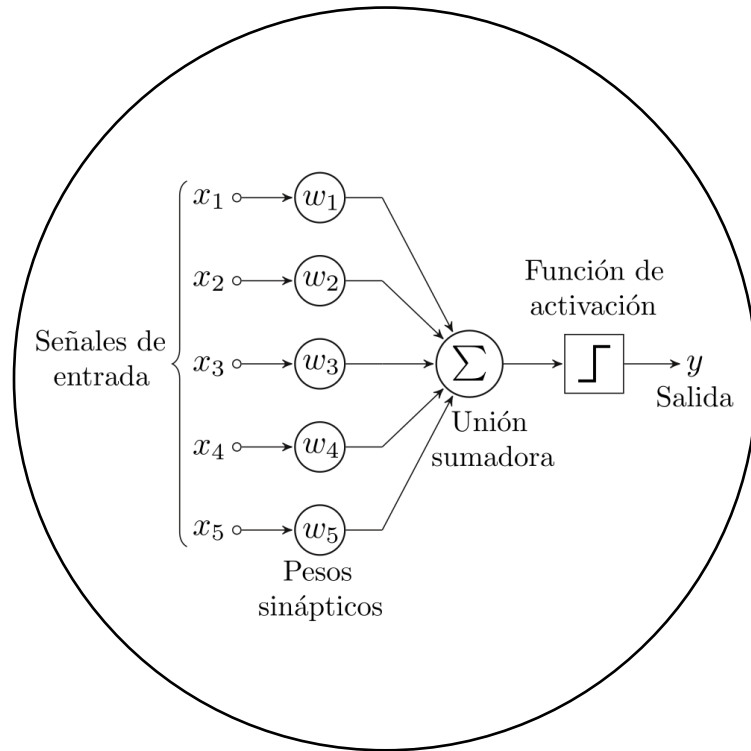 x₁ w₁
x₂ w₂
Función de
activación
Señales de
entrada
x₃ w₃ Σ y
Salida
Unión
sumadora
x₄ w₄
x₅ w₅
Pesos
sinápticos